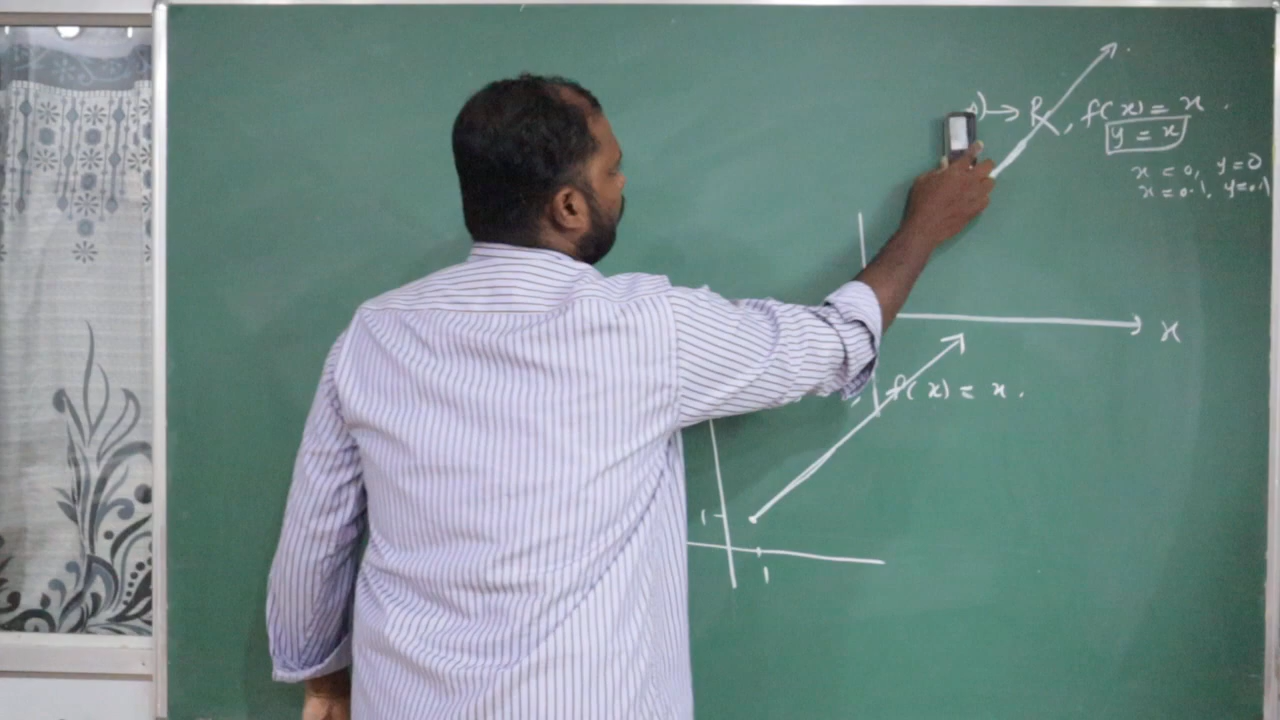 ) → R, f(x) = x .
y = x
x = 0, y = 0
x = 0.1, y = 0.1
x
, f(x) = x .
1
1